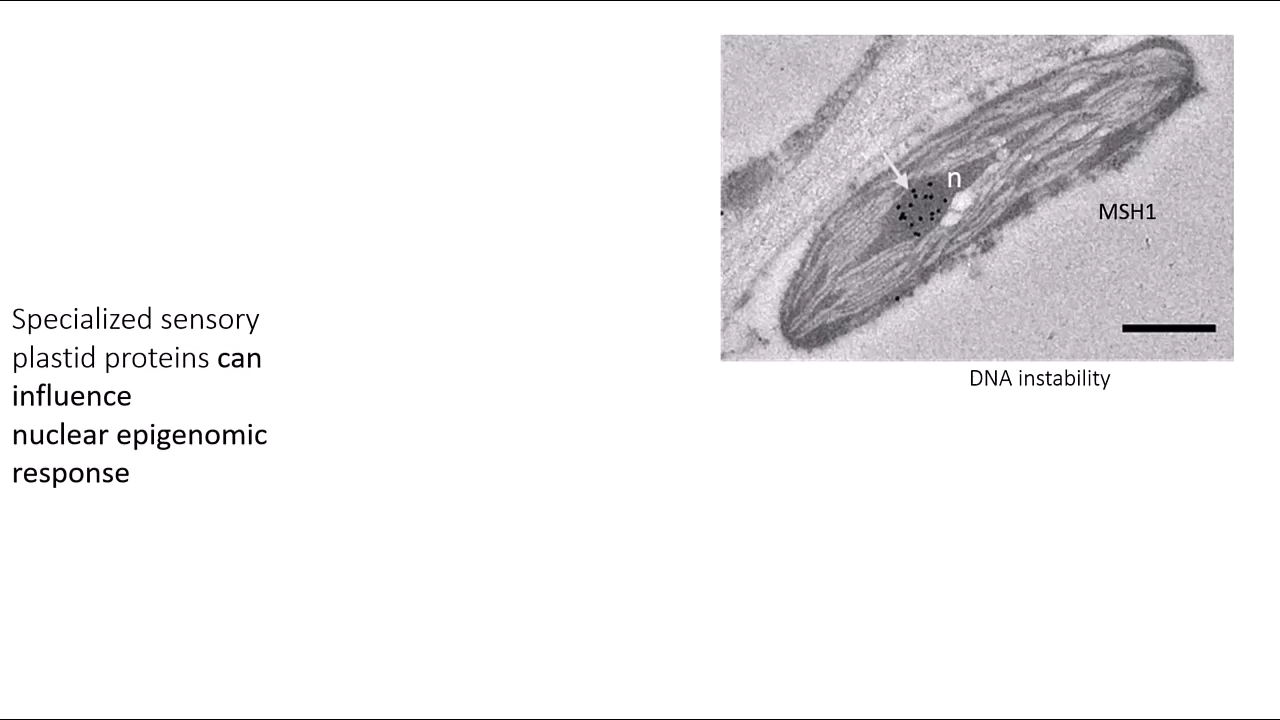 n
MSH1
DNA instability
Specialized sensory
plastid proteins can
influence
nuclear epigenomic
response